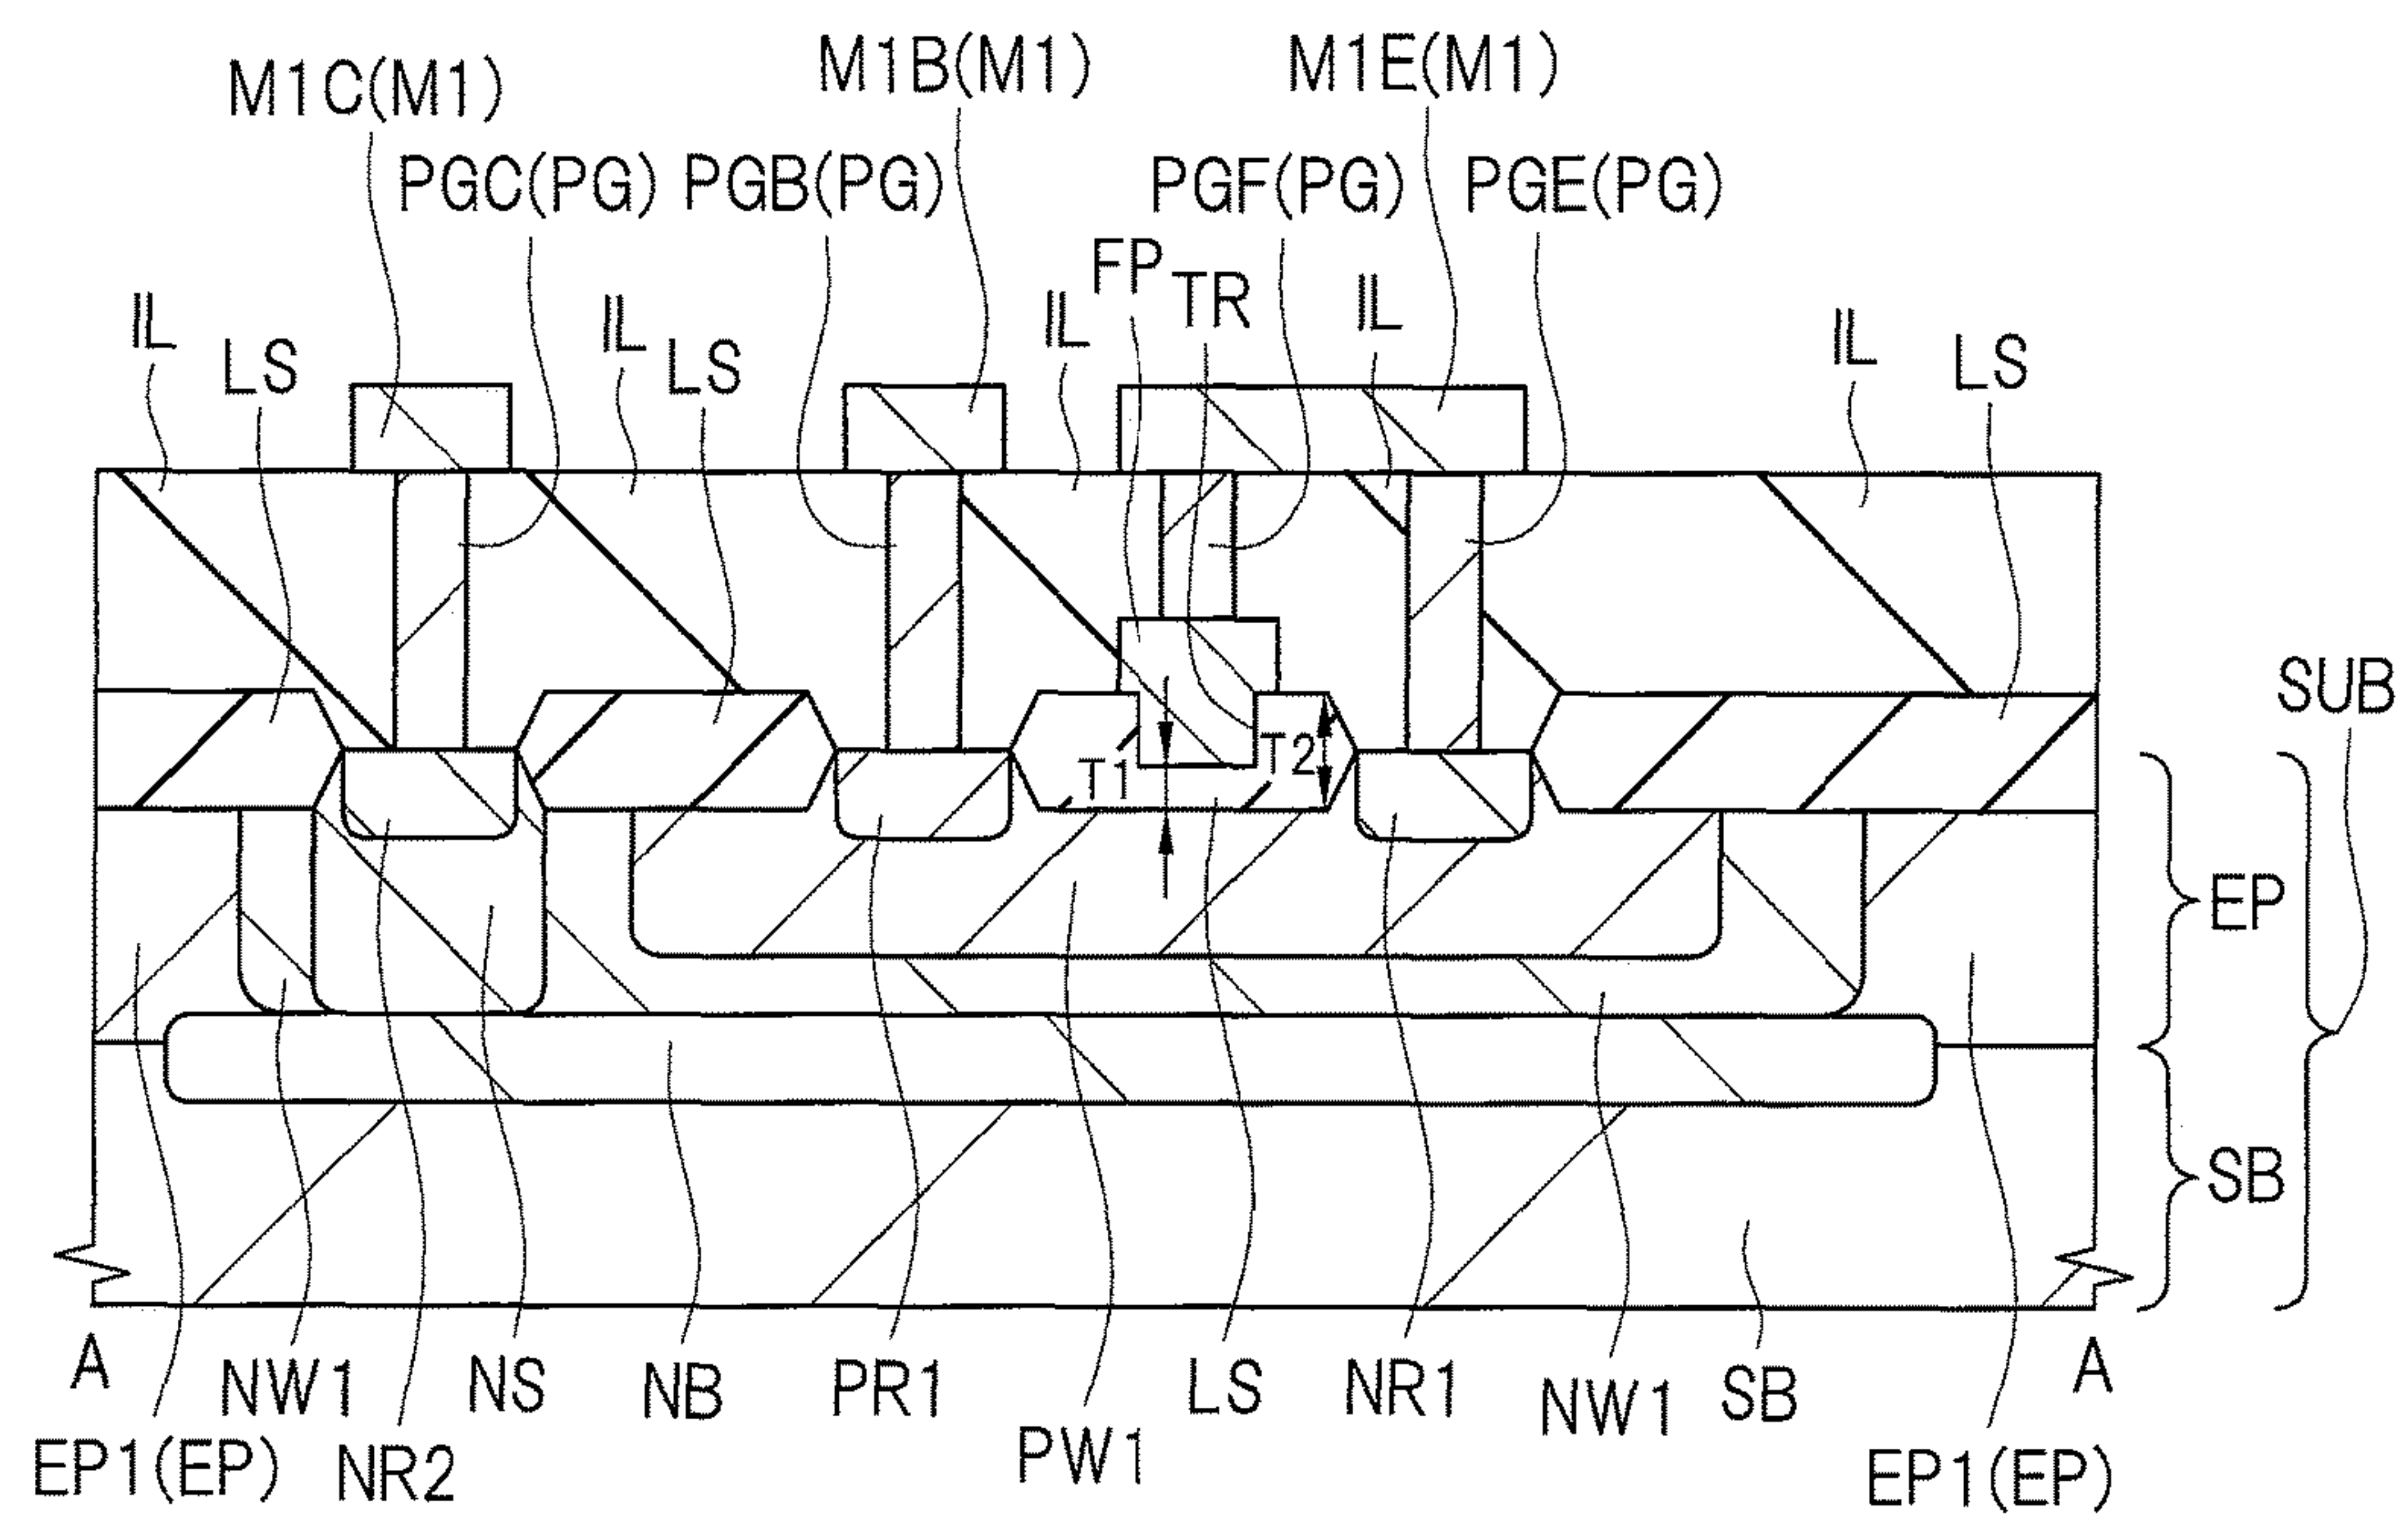 M1C(M1) M1B(M1) M1E(M1)
PGC(PG) PGB(PG) PGF(PG) PGE(PG)
FP TR
IL LS IL LS IL IL IL LS
SUB
T1 T2
EP
SB
A NW1 NS NB PR1 LS NR1 NW1 SB A
EP1(EP) NR2 PW1 EP1(EP)